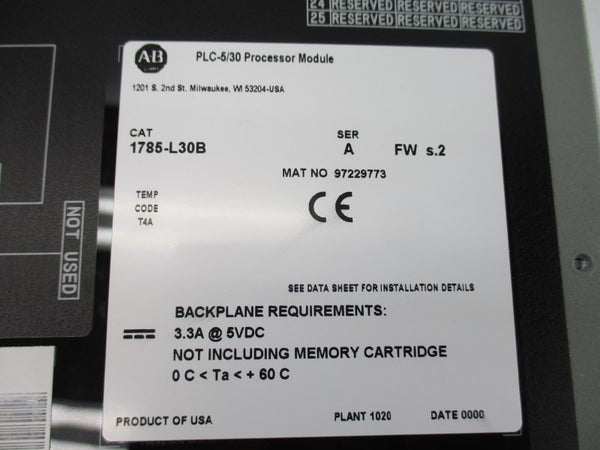 24 RESERVED RESERVED RESERVED
25 RESERVED RESERVED RESERVED
AB
PLC-5/30 Processor Module
1201 S. 2nd St. Milwaukee, WI 53204-USA
CAT
1785-L30B
SER
A
FW s.2
MAT NO 97229773
TEMP
CODE
T4A
CE
NOT USED
SEE DATA SHEET FOR INSTALLATION DETAILS
BACKPLANE REQUIREMENTS:
3.3A @ 5VDC
NOT INCLUDING MEMORY CARTRIDGE
0 C < Ta < + 60 C
PRODUCT OF USA
PLANT 1020
DATE 0000